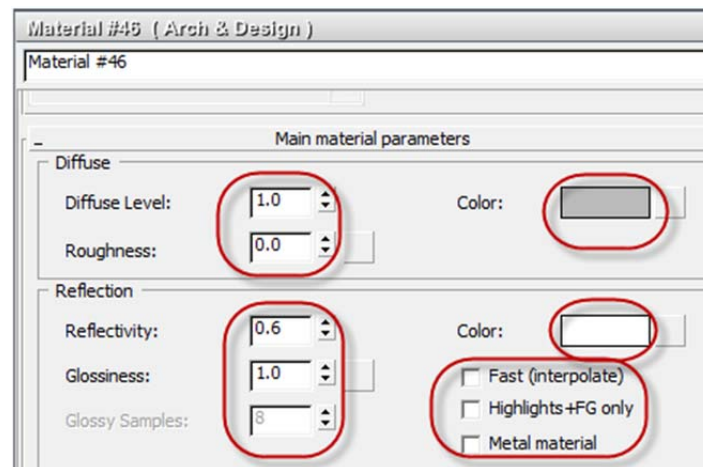 Material #46 ( Arch & Design )
Material #46
- Main material parameters
Diffuse
Diffuse Level: 1.0 Color:
Roughness: 0.0
Reflection
Reflectivity: 0.6 Color:
Glossiness: 1.0 Fast (interpolate)
Glossy Samples: 8 Highlights+FG only
Metal material